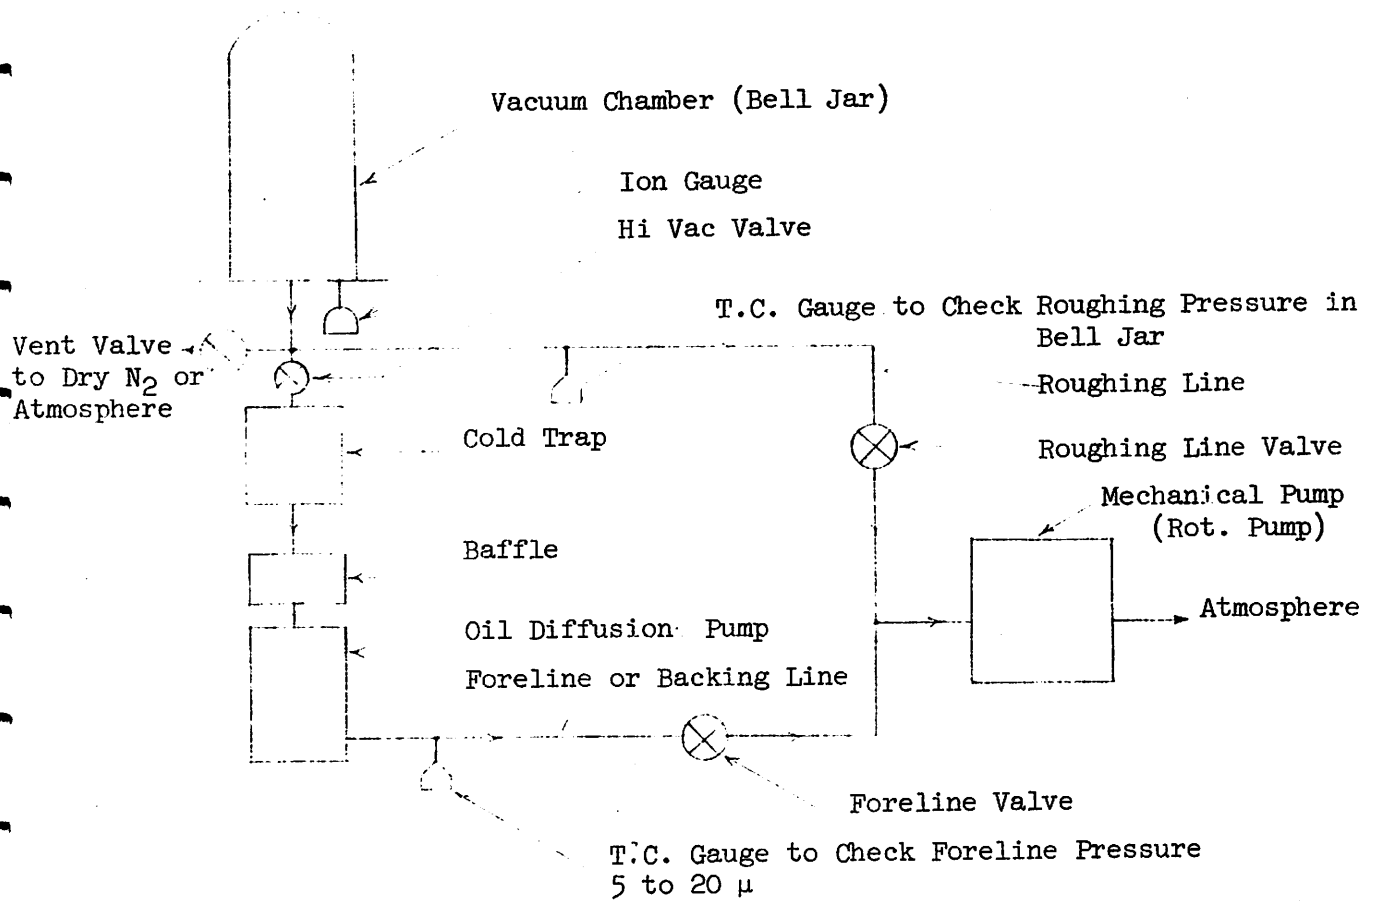 Vacuum Chamber (Bell Jar)
Ion Gauge
Hi Vac Valve
T.C. Gauge to Check Roughing Pressure in
Bell Jar
Vent Valve
to Dry N2 or
Atmosphere
Roughing Line
Cold Trap
Roughing Line Valve
Mechanical Pump
(Rot. Pump)
Baffle
Atmosphere
Oil Diffusion Pump
Foreline or Backing Line
Foreline Valve
T.C. Gauge to Check Foreline Pressure
5 to 20 μ